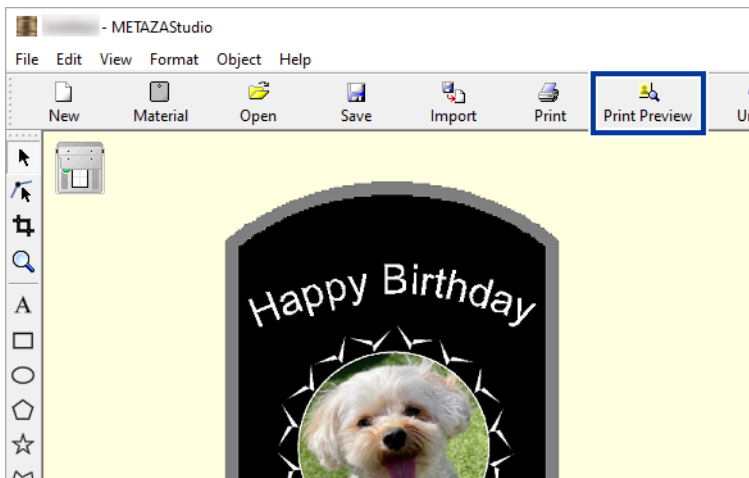 - METAZAStudio
File Edit View Format Object Help
New Material Open Save Import Print Print Preview
A
Happy Birthday